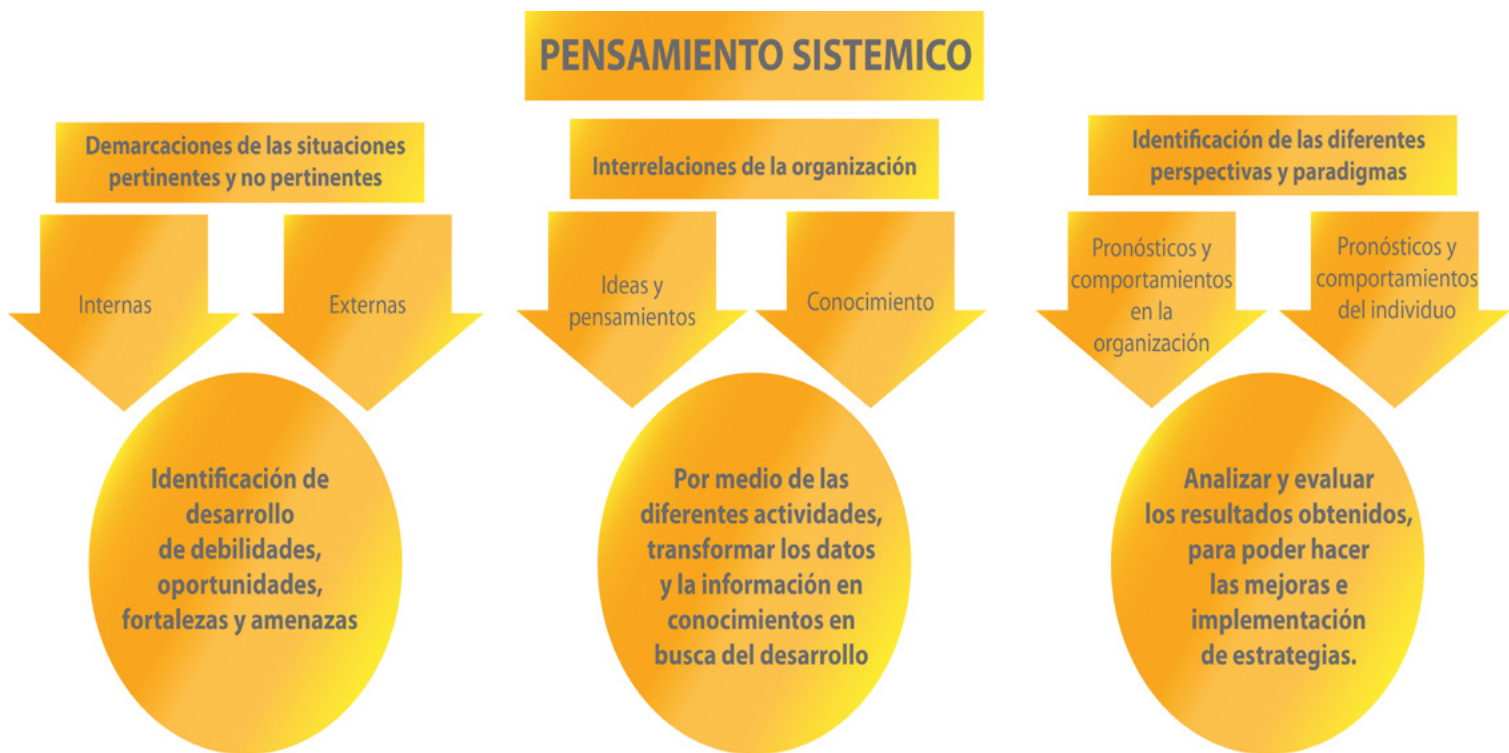 PENSAMIENTO SISTEMICO
Demarcaciones de las situaciones
pertinentes y no pertinentes
Internas
Externas
Identificación de
desarrollo
de debilidades,
oportunidades,
fortalezas y amenazas
Interrelaciones de la organización
Ideas y
pensamientos
Conocimiento
Por medio de las
diferentes actividades,
transformar los datos
y la información en
conocimientos en
busca del desarrollo
Identificación de las diferentes
perspectivas y paradigmas
Pronósticos y
comportamientos
en la
organización
Pronósticos y
comportamientos
del individuo
Analizar y evaluar
los resultados obtenidos,
para poder hacer
las mejoras e
implementación
de estrategias.